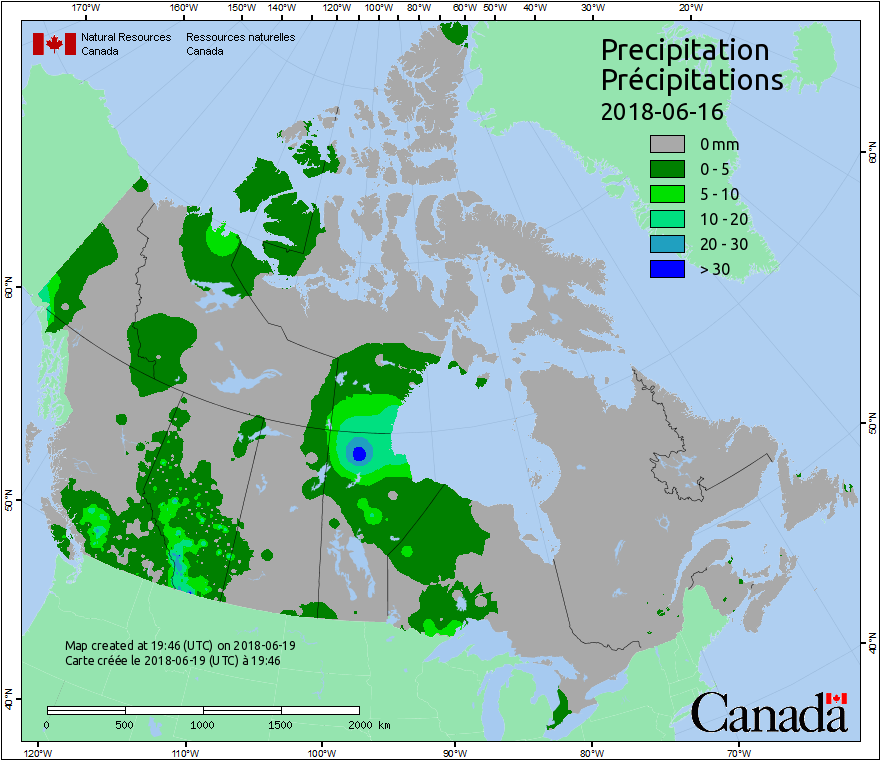 170°W 160°W 150°W 140°W 130°W 120°W 110°W 100°W 90°W 80°W 70°W 60°W 50°W 40°W 30°W 20°W
Natural Resources Ressources naturelles
Canada Canada
Precipitation
Précipitations
2018-06-16
0 mm
0 - 5
5 - 10
10 - 20
20 - 30
> 30
60°N
60°N
50°N
50°N
40°N
40°N
Map created at 19:46 (UTC) on 2018-06-19
Carte créée le 2018-06-19 (UTC) à 19:46
0 500 1000 1500 2000 km
Canada
120°W 110°W 100°W 90°W 80°W 70°W